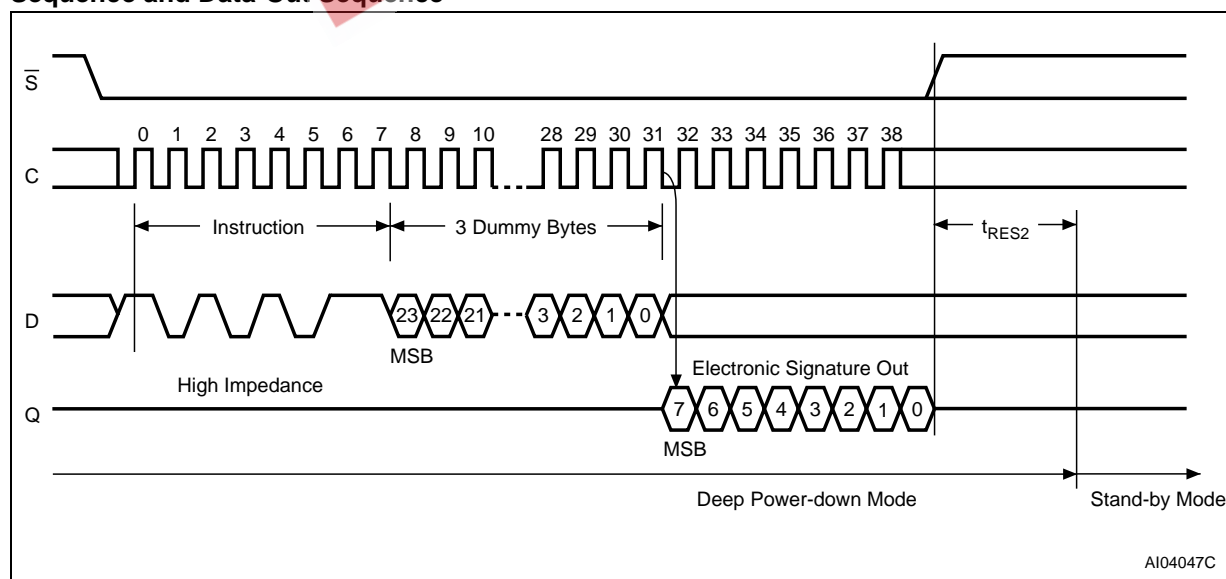 Sequence and Data-Out Sequence
S
0 1 2 3 4 5 6 7 8 9 10 28 29 30 31 32 33 34 35 36 37 38
C
Instruction 3 Dummy Bytes tRES2
D
23 22 21 3 2 1 0
MSB
High Impedance
Electronic Signature Out
Q
7 6 5 4 3 2 1 0
MSB
Deep Power-down Mode Stand-by Mode
AI04047C